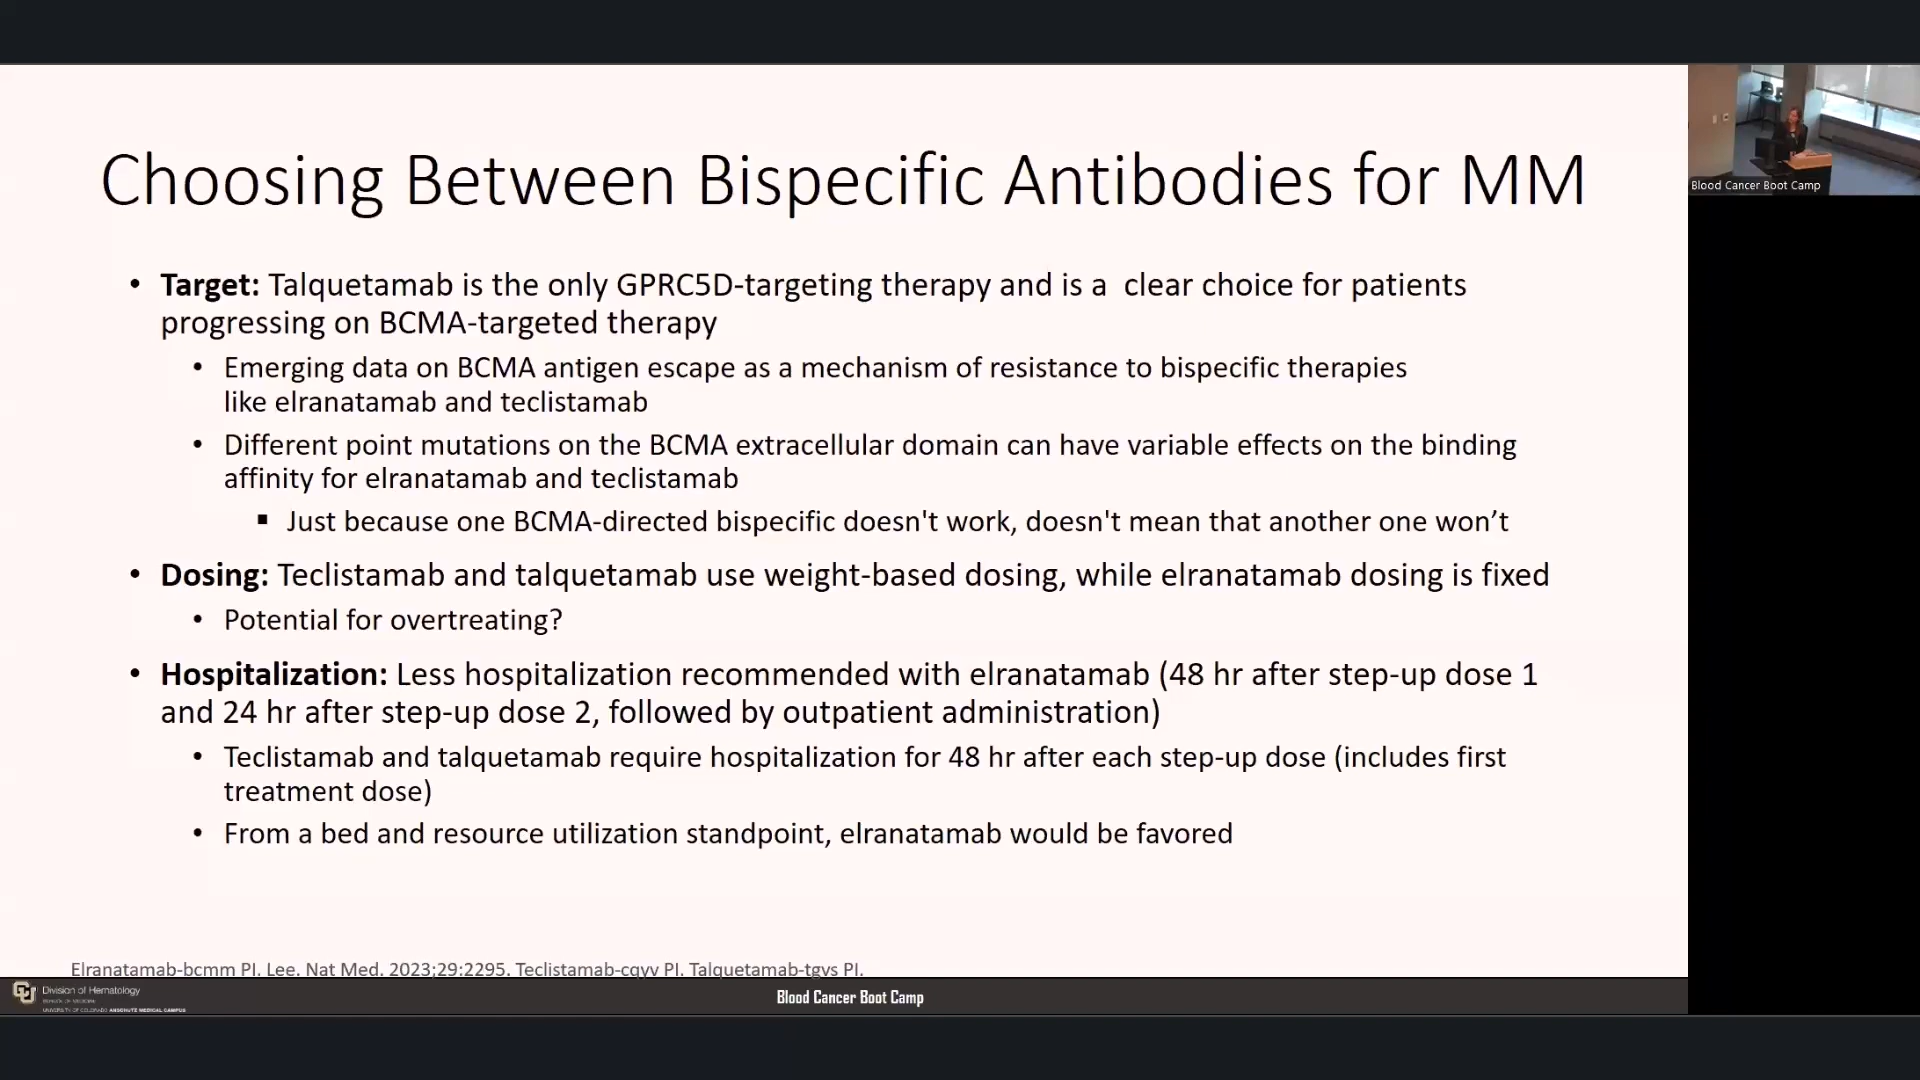 Choosing Between Bispecific Antibodies for MM
Blood Cancer Boot Camp
• Target: Talquetamab is the only GPRC5D-targeting therapy and is a  clear choice for patients
progressing on BCMA-targeted therapy
• Emerging data on BCMA antigen escape as a mechanism of resistance to bispecific therapies
like elranatamab and teclistamab
• Different point mutations on the BCMA extracellular domain can have variable effects on the binding
affinity for elranatamab and teclistamab
▪ Just because one BCMA-directed bispecific doesn't work, doesn't mean that another one won’t
• Dosing: Teclistamab and talquetamab use weight-based dosing, while elranatamab dosing is fixed
• Potential for overtreating?
• Hospitalization: Less hospitalization recommended with elranatamab (48 hr after step-up dose 1
and 24 hr after step-up dose 2, followed by outpatient administration)
• Teclistamab and talquetamab require hospitalization for 48 hr after each step-up dose (includes first
treatment dose)
• From a bed and resource utilization standpoint, elranatamab would be favored
Elranatamab-bcmm PI. Lee. Nat Med. 2023;29:2295. Teclistamab-cqyv PI. Talquetamab-tgvs PI.
Division of Hematology
SCHOOL OF MEDICINE
UNIVERSITY OF COLORADO ANSCHUTZ MEDICAL CAMPUS
Blood Cancer Boot Camp